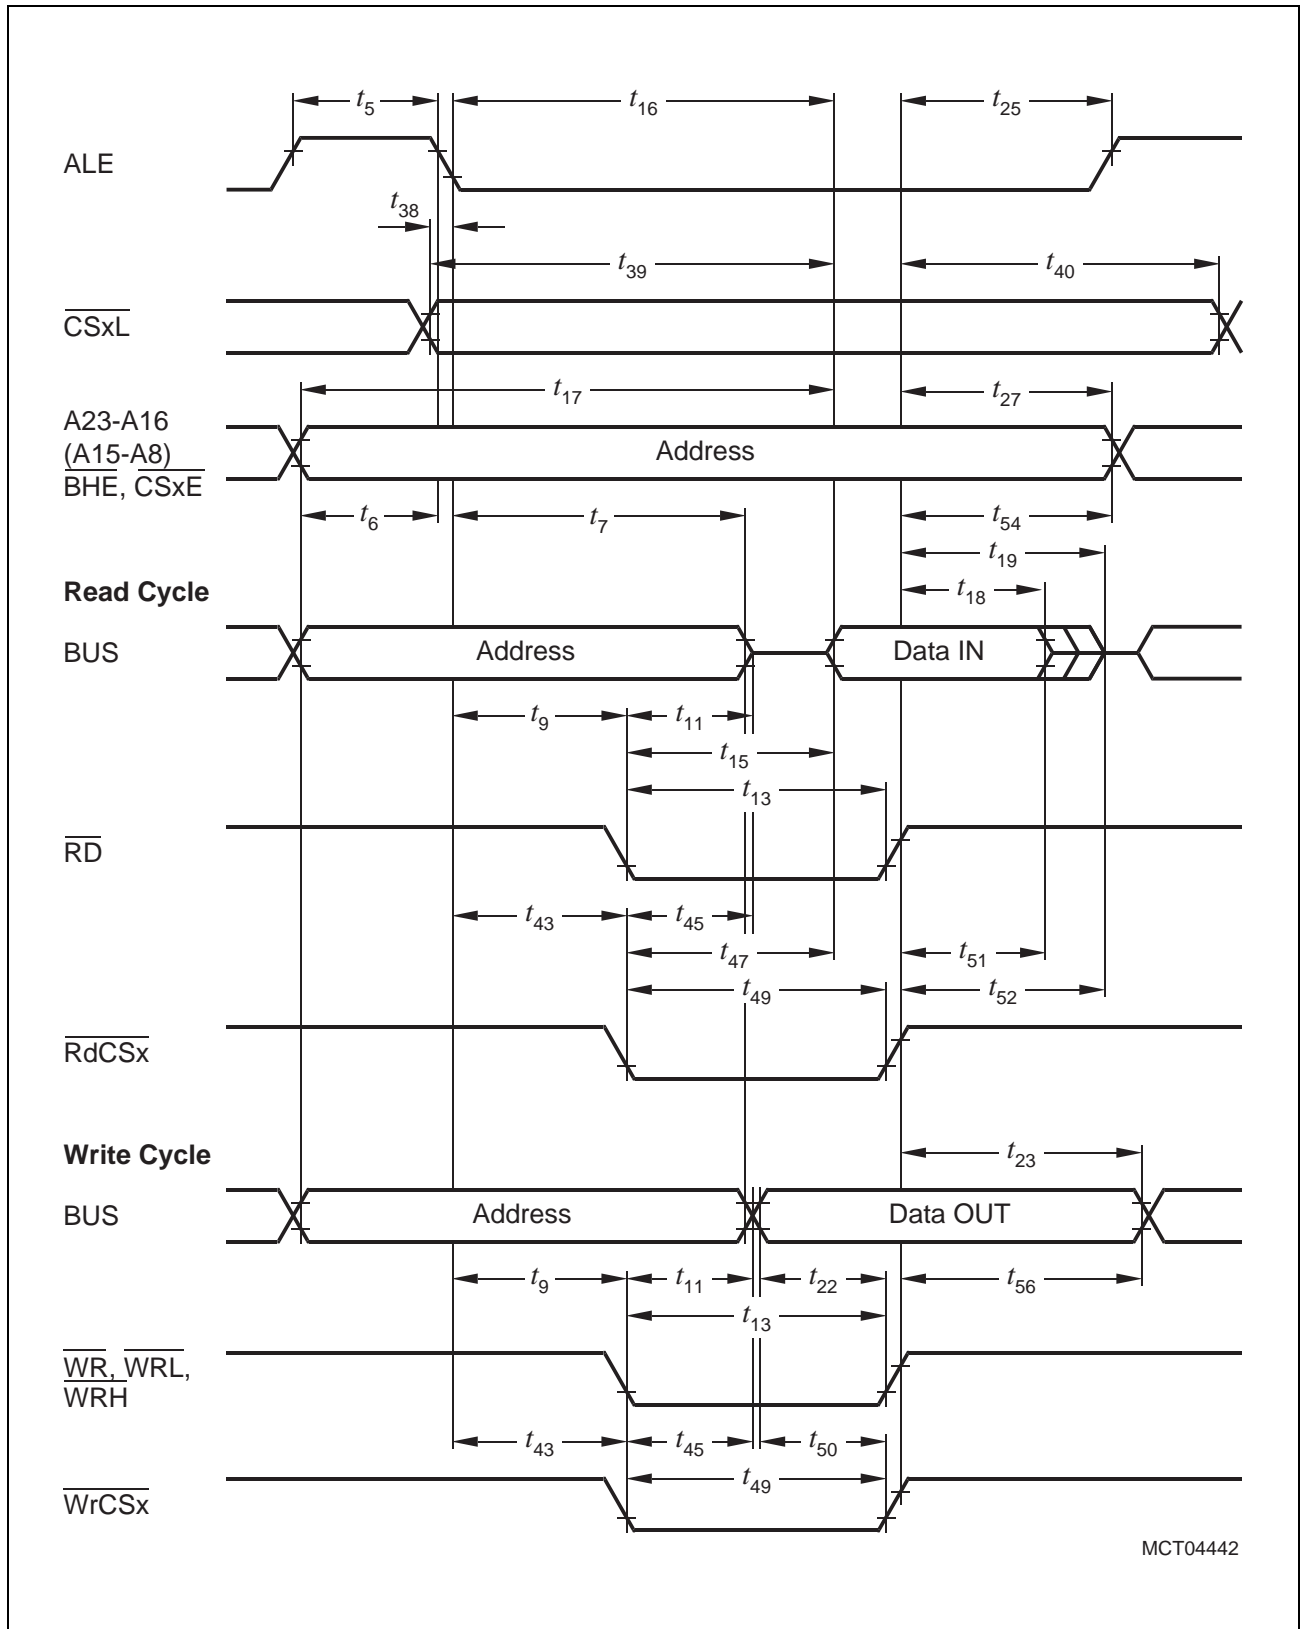 t5 t16 t25
ALE
t38
t39 t40
CSxL
t17 t27
A23-A16
(A15-A8)
BHE, CSxE
Address
t6 t7 t54
t19
Read Cycle
t18
BUS Address Data IN
t9 t11
t15
t13
RD
t43 t45
t47 t51
t49 t52
RdCSx
Write Cycle
t23
BUS Address Data OUT
t9 t11 t22 t56
t13
WR, WRL,
WRH
t43 t45 t50
t49
WrCSx
MCT04442